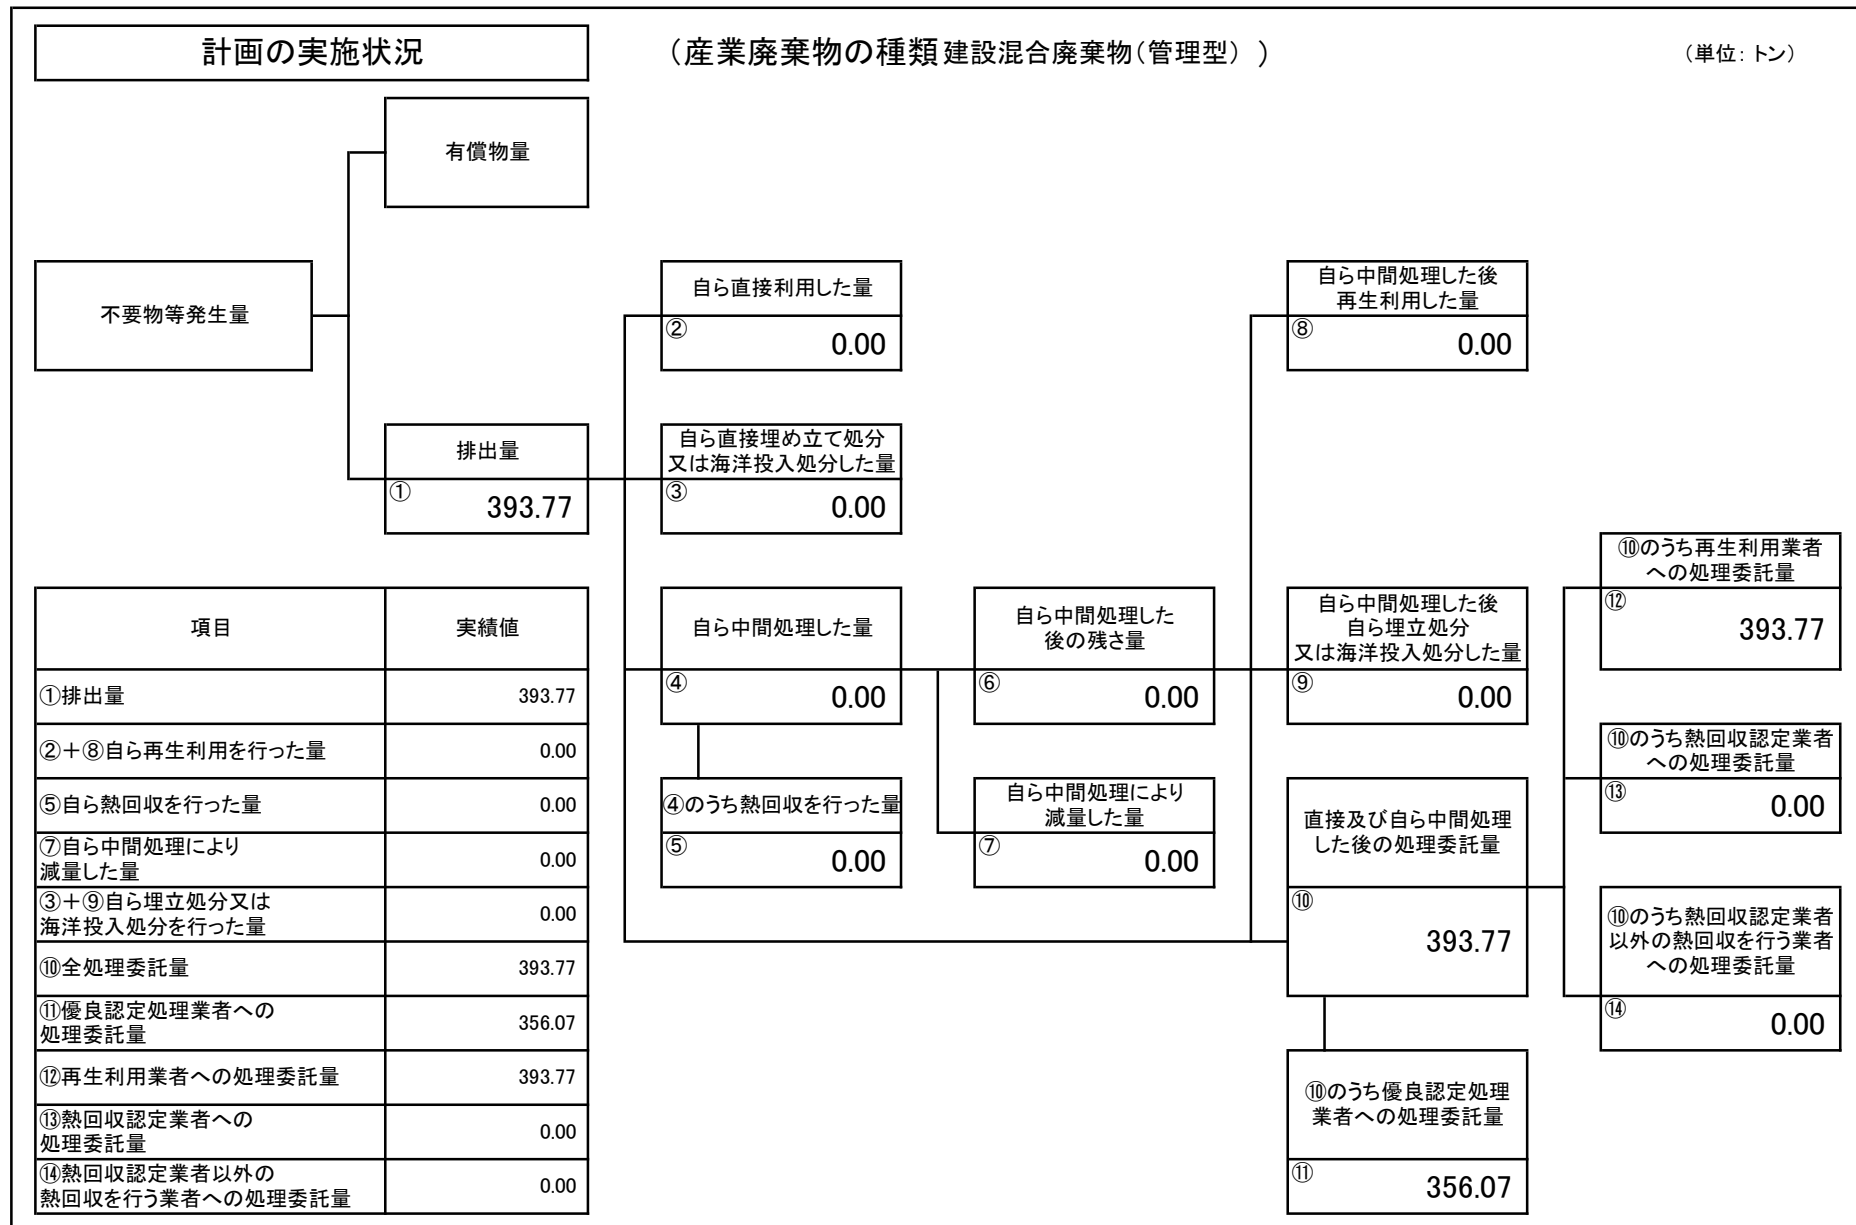 計画の実施状況
（産業廃棄物の種類 建設混合廃棄物（管理型） ）
（単位：トン）
有償物量
不要物等発生量
自ら直接利用した量
②
0.00
自ら中間処理した後
再生利用した量
⑧
0.00
排出量
①
393.77
自ら直接埋め立て処分
又は海洋投入処分した量
③
0.00
⑩のうち再生利用業者
への処理委託量
⑫
393.77
自ら中間処理した量
④
0.00
自ら中間処理した
後の残さ量
⑥
0.00
自ら中間処理した後
自ら埋立処分
又は海洋投入処分した量
⑨
0.00
⑩のうち熱回収認定業者
への処理委託量
⑬
0.00
④のうち熱回収を行った量
⑤
0.00
自ら中間処理により
減量した量
⑦
0.00
直接及び自ら中間処理
した後の処理委託量
⑩
393.77
⑩のうち熱回収認定業者
以外の熱回収を行う業者
への処理委託量
⑭
0.00
⑩のうち優良認定処理
業者への処理委託量
⑪
356.07
項目 実績値
①排出量 393.77
②＋⑧自ら再生利用を行った量 0.00
⑤自ら熱回収を行った量 0.00
⑦自ら中間処理により
減量した量 0.00
③＋⑨自ら埋立処分又は
海洋投入処分を行った量 0.00
⑩全処理委託量 393.77
⑪優良認定処理業者への
処理委託量 356.07
⑫再生利用業者への処理委託量 393.77
⑬熱回収認定業者への
処理委託量 0.00
⑭熱回収認定業者以外の
熱回収を行う業者への処理委託量 0.00